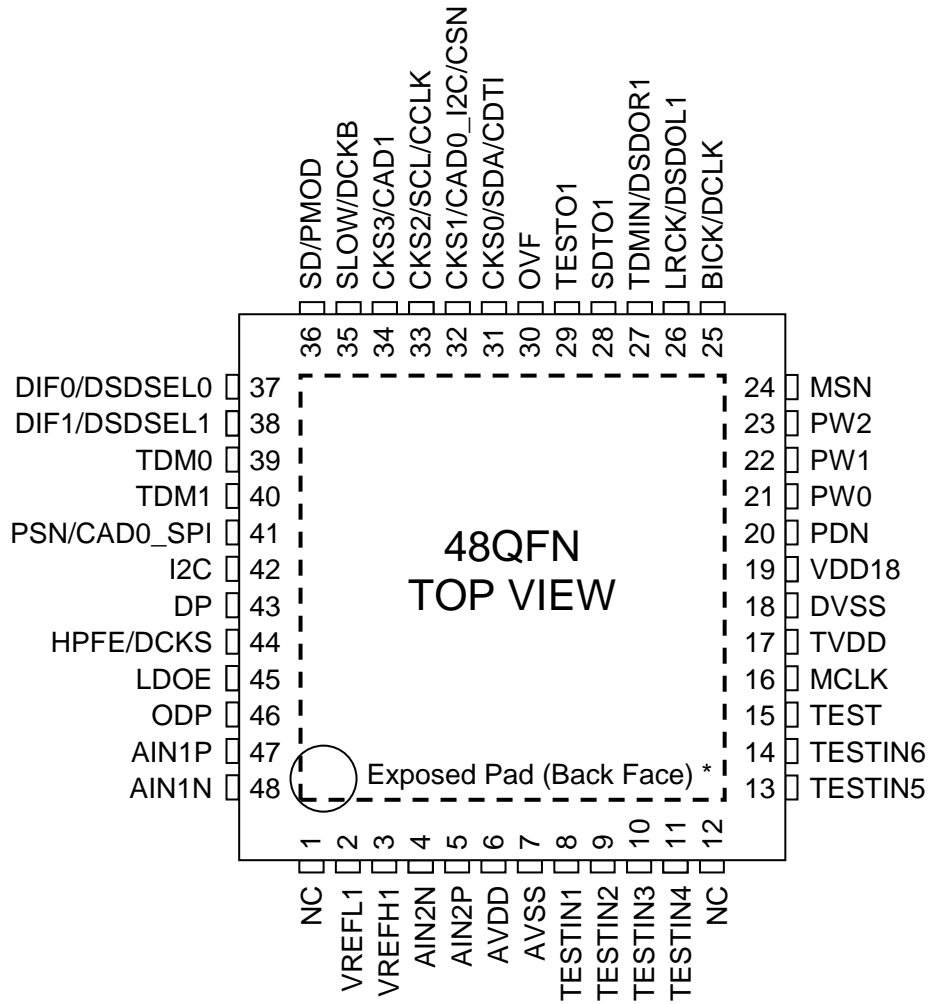 SD/PMOD
SLOW/DCKB
CKS3/CAD1
CKS2/SCL/CCLK
CKS1/CAD0_I2C/CSN
CKS0/SDA/CDTI
OVF
TESTO1
SDTO1
TDMIN/DSDOR1
LRCK/DSDOL1
BICK/DCLK
36
35
34
33
32
31
30
29
28
27
26
25
DIF0/DSDSEL0 37
DIF1/DSDSEL1 38
TDM0 39
TDM1 40
PSN/CAD0_SPI 41
I2C 42
DP 43
HPFE/DCKS 44
LDOE 45
ODP 46
AIN1P 47
AIN1N 48
48QFN
TOP VIEW
Exposed Pad (Back Face) *
24 MSN
23 PW2
22 PW1
21 PW0
20 PDN
19 VDD18
18 DVSS
17 TVDD
16 MCLK
15 TEST
14 TESTIN6
13 TESTIN5
1
2
3
4
5
6
7
8
9
10
11
12
NC
VREFL1
VREFH1
AIN2N
AIN2P
AVDD
AVSS
TESTIN1
TESTIN2
TESTIN3
TESTIN4
NC